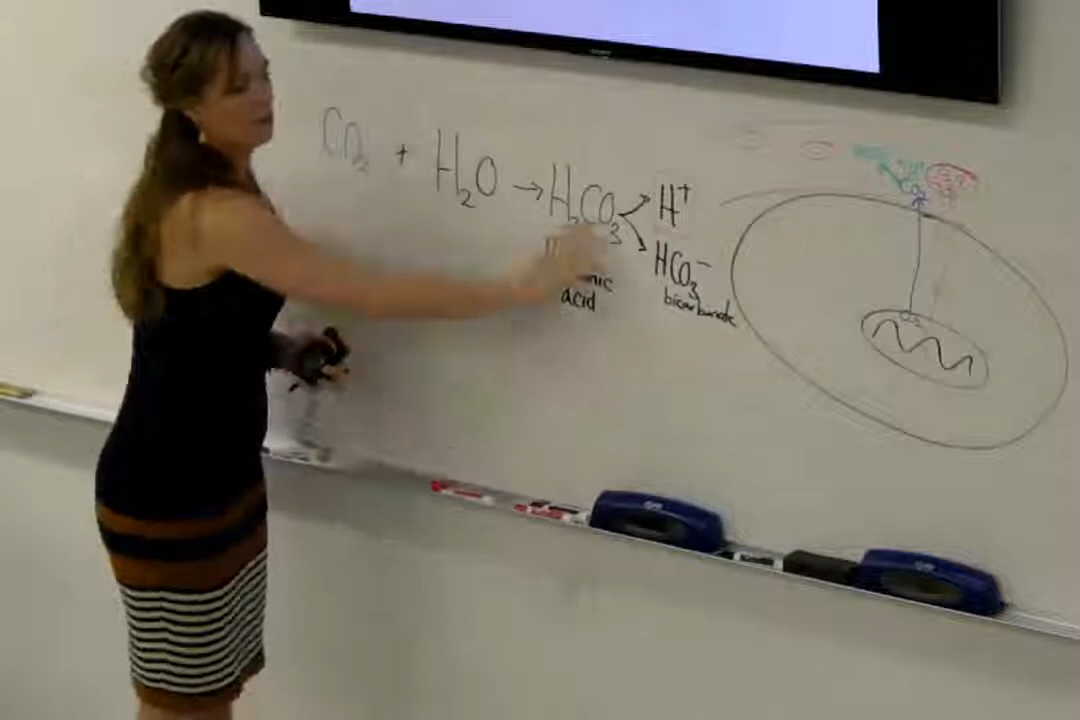 CO₂ + H₂O → H₂CO₃
H⁺
HCO₃⁻
acid
bicarbonate